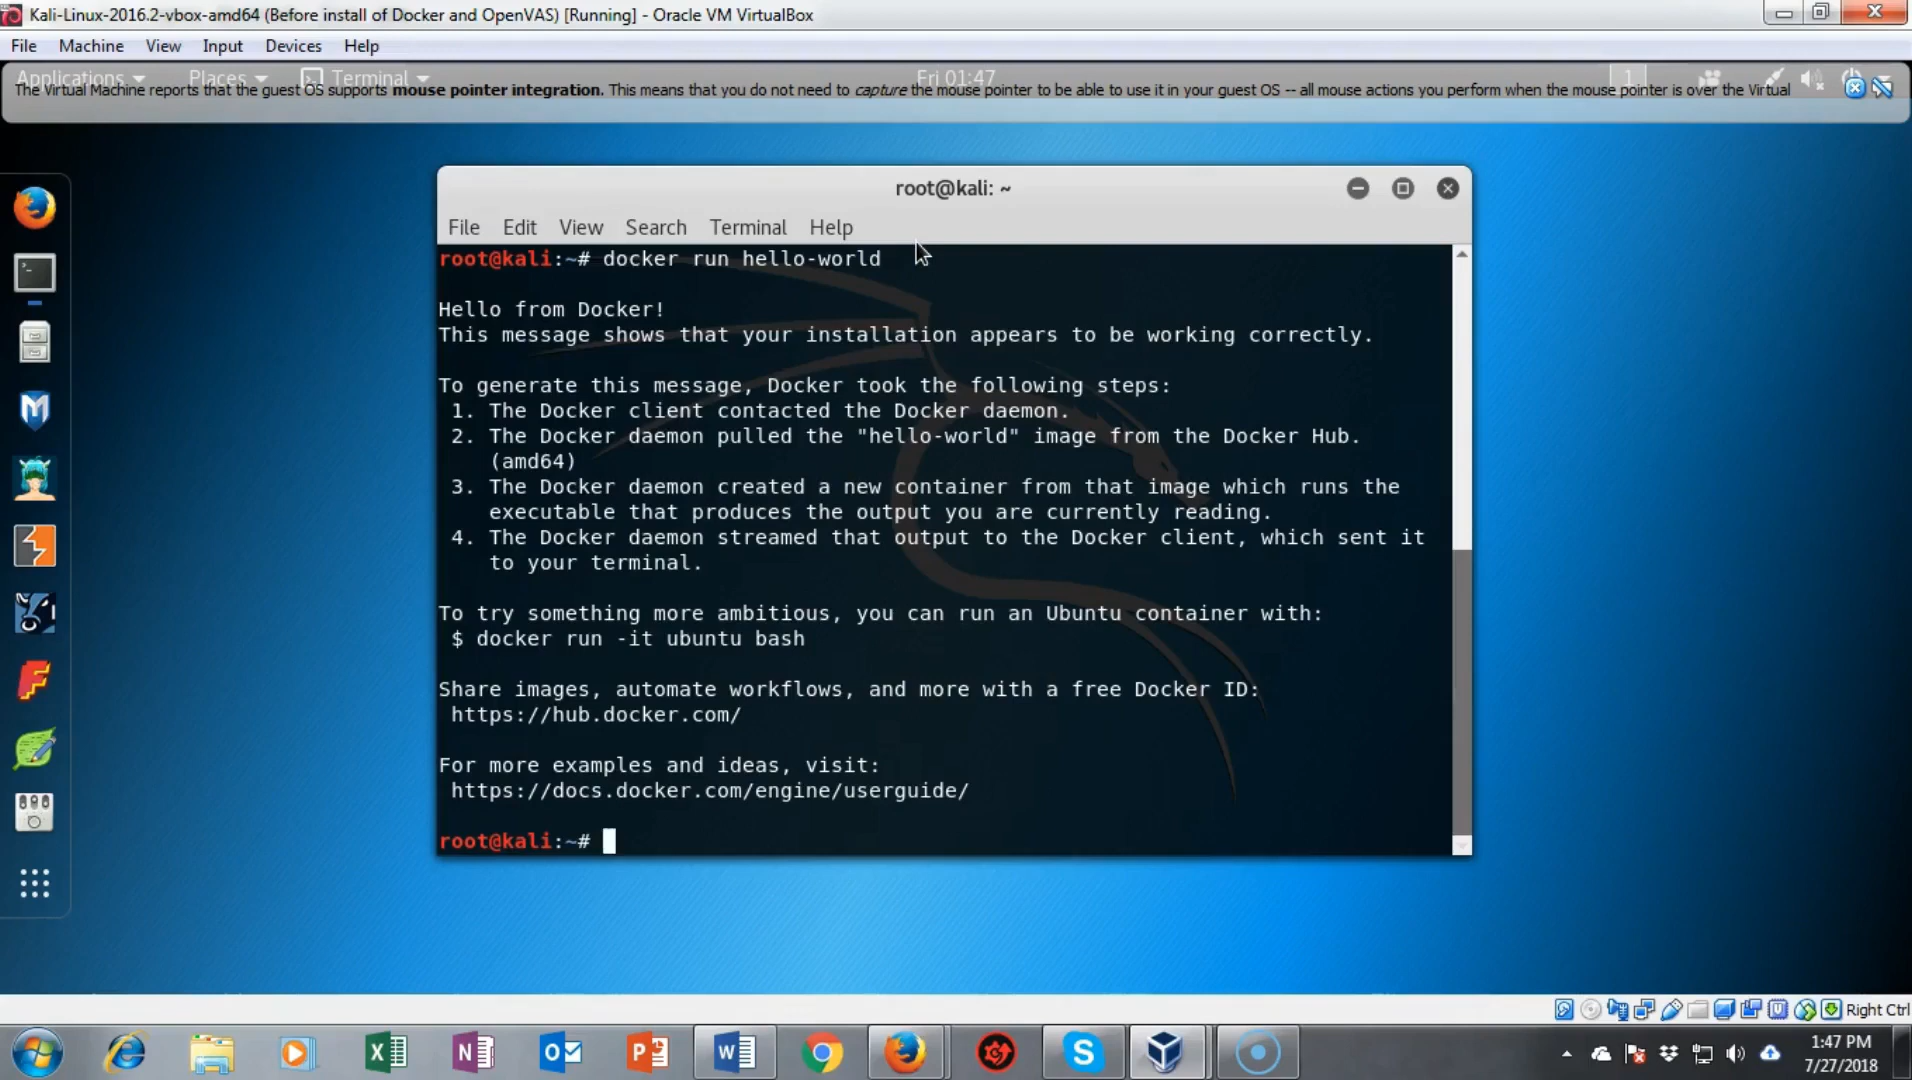 Kali-Linux-2016.2-vbox-amd64 (Before install of Docker and OpenVAS) [Running] - Oracle VM VirtualBox
File Machine View Input Devices Help
Applications Places Terminal Fri 01:47 1
The Virtual Machine reports that the guest OS supports mouse pointer integration. This means that you do not need to capture the mouse pointer to be able to use it in your guest OS -- all mouse actions you perform when the mouse pointer is over the Virtual
root@kali: ~
File Edit View Search Terminal Help
root@kali:~# docker run hello-world
Hello from Docker!
This message shows that your installation appears to be working correctly.
To generate this message, Docker took the following steps:
1. The Docker client contacted the Docker daemon.
2. The Docker daemon pulled the "hello-world" image from the Docker Hub.
(amd64)
3. The Docker daemon created a new container from that image which runs the
executable that produces the output you are currently reading.
4. The Docker daemon streamed that output to the Docker client, which sent it
to your terminal.
To try something more ambitious, you can run an Ubuntu container with:
$ docker run -it ubuntu bash
Share images, automate workflows, and more with a free Docker ID:
https://hub.docker.com/
For more examples and ideas, visit:
https://docs.docker.com/engine/userguide/
root@kali:~#
Right Ctrl
1:47 PM
7/27/2018